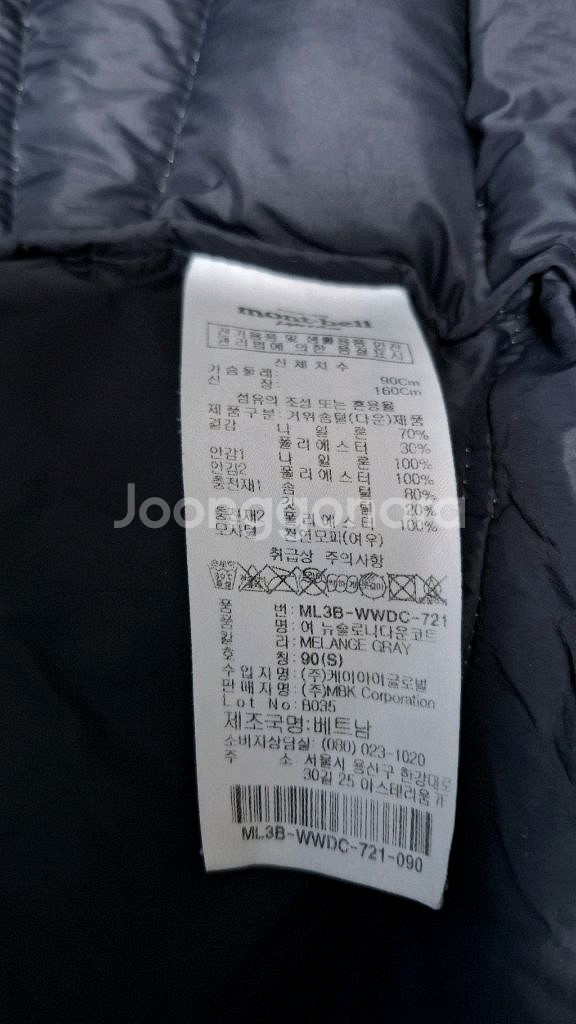 mont-bell
전기용품 및 생활용품 안전
관리법에 의한 품질표시
신체치수
가슴둘레: 90Cm
신 장: 160Cm
섬유의 조성 또는 혼용율
제품구분: 거위솜털(다운)제품
겉감 나 일 론 70%
폴리에스터 30%
안감1 나 일 론 100%
안감2 폴리에스터 100%
충전재1 솜 털 80%
깃 털 20%
충전재2 폴리에스터 100%
모사털 천연모피(여우)
취급상 주의사항
품 번: ML3B-WWDC-721
품 명: 여 뉴슬로니다운코트
칼 라: MELANGE GRAY
호 칭: 90(S)
수입자명: (주)케이아이글로벌
판매자명: (주)MBK Corporation
Lot No: B035
제조국명: 베트남
소비자상담실: (080) 023-1020
주 소: 서울시 용산구 한강대로
30길 25 아스테리움
ML3B-WWDC-721-090
Joonggonara